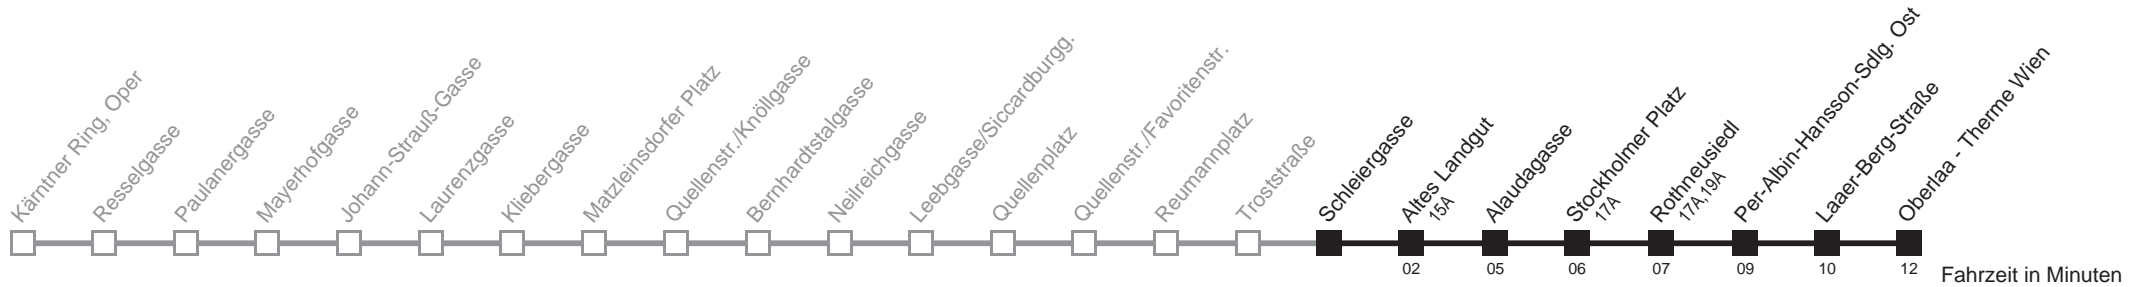 Kärntner Ring, Oper
Resselgasse
Paulanergasse
Mayerhofgasse
Johann-Strauß-Gasse
Laurenzgasse
Kliebergasse
Matzleinsdorfer Platz
Quellenstr./Knöllgasse
Bernhardtstalgasse
Neilreichgasse
Leebgasse/Siccardburgg.
Quellenplatz
Quellenstr./Favoritenstr.
Reumannplatz
Troststraße
Schleiergasse
Altes Landgut
15A
Alaudagasse
Stockholmer Platz
17A
Rothneusiedl
17A, 19A
Per-Albin-Hansson-Sdlg. Ost
Laaer-Berg-Straße
Oberlaa - Therme Wien
02 05 06 07 09 10 12
Fahrzeit in Minuten